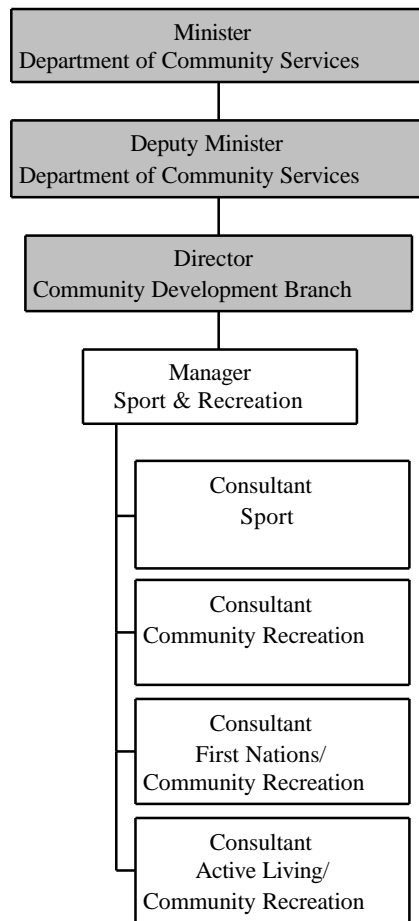 Minister
Department of Community Services
Deputy Minister
Department of Community Services
Director
Community Development Branch
Manager
Sport & Recreation
Consultant
Sport
Consultant
Community Recreation
Consultant
First Nations/
Community Recreation
Consultant
Active Living/
Community Recreation